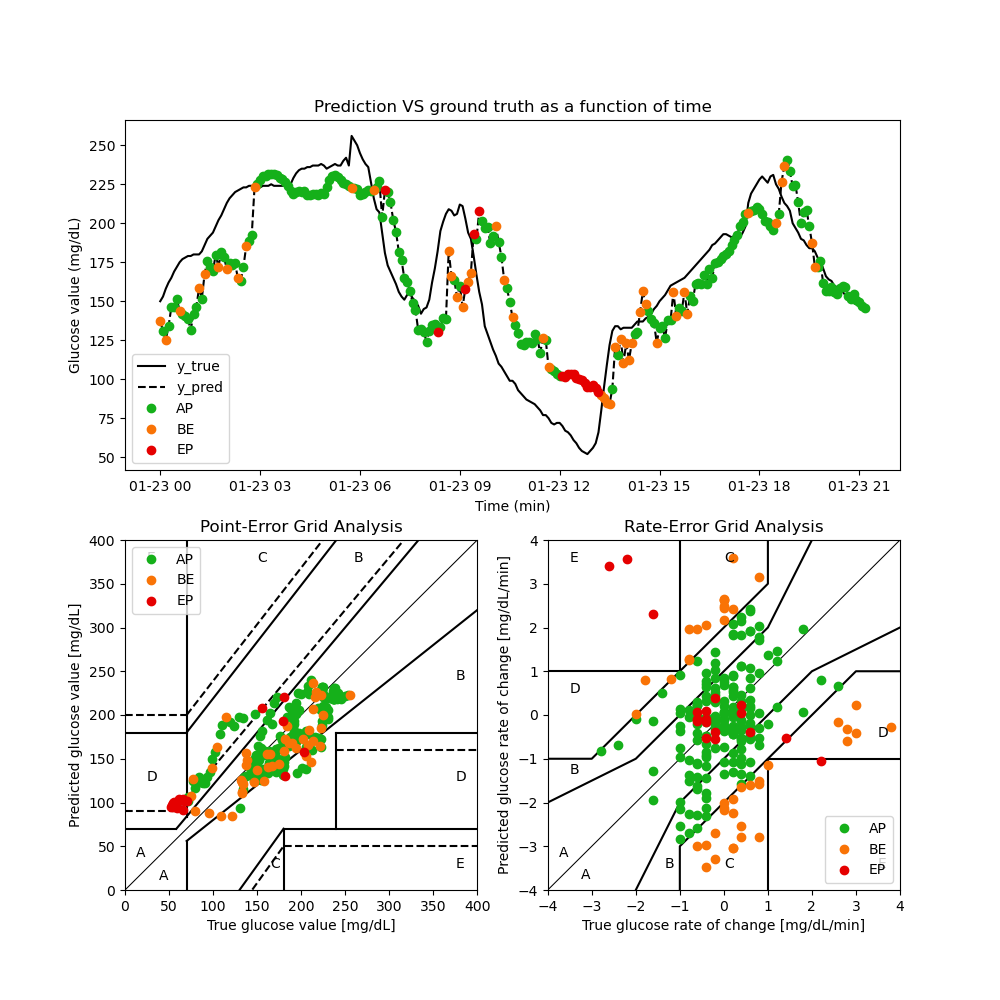 Prediction VS ground truth as a function of time
Glucose value (mg/dL)
250
225
200
175
150
125
100
75
50
y_true
y_pred
AP
BE
EP
01-23 00 01-23 03 01-23 06 01-23 09 01-23 12 01-23 15 01-23 18 01-23 21
Time (min)
Point-Error Grid Analysis
Predicted glucose value [mg/dL]
400
350
300
250
200
150
100
50
0
AP
BE
EP
C
B
B
D
D
A
A
C
E
0 50 100 150 200 250 300 350 400
True glucose value [mg/dL]
Rate-Error Grid Analysis
Predicted glucose rate of change [mg/dL/min]
4
3
2
1
0
−1
−2
−3
−4
E
C
D
D
B
A
A
B
C
AP
BE
EP
−4 −3 −2 −1 0 1 2 3 4
True glucose rate of change [mg/dL/min]